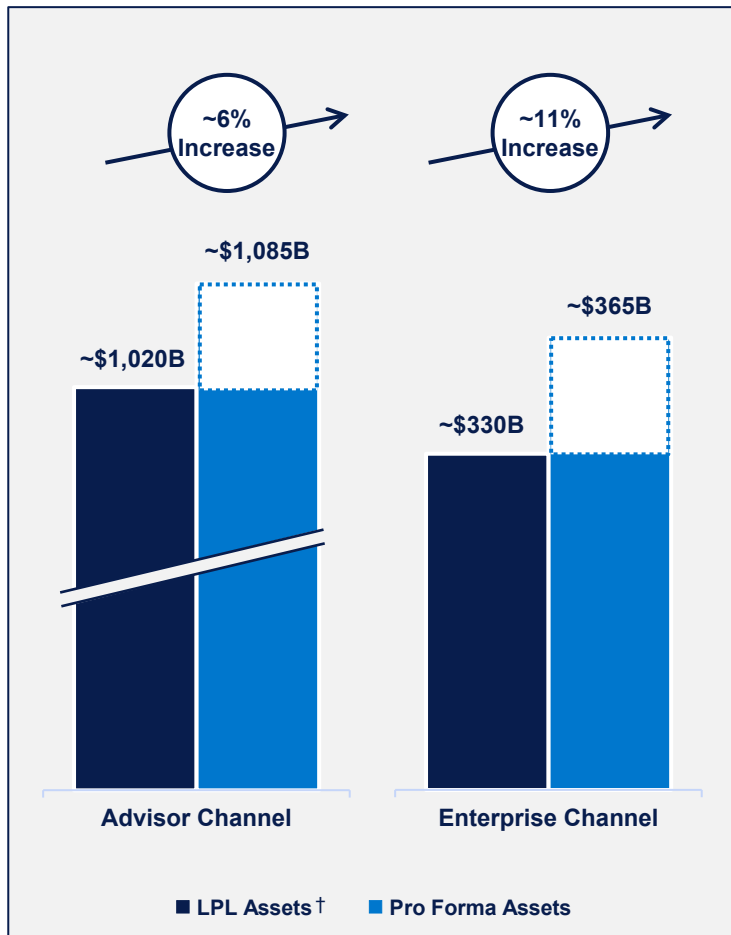 ~6%
Increase
~11%
Increase
~$1,085B
~$1,020B
~$365B
~$330B
Advisor Channel
Enterprise Channel
LPL Assets†
Pro Forma Assets